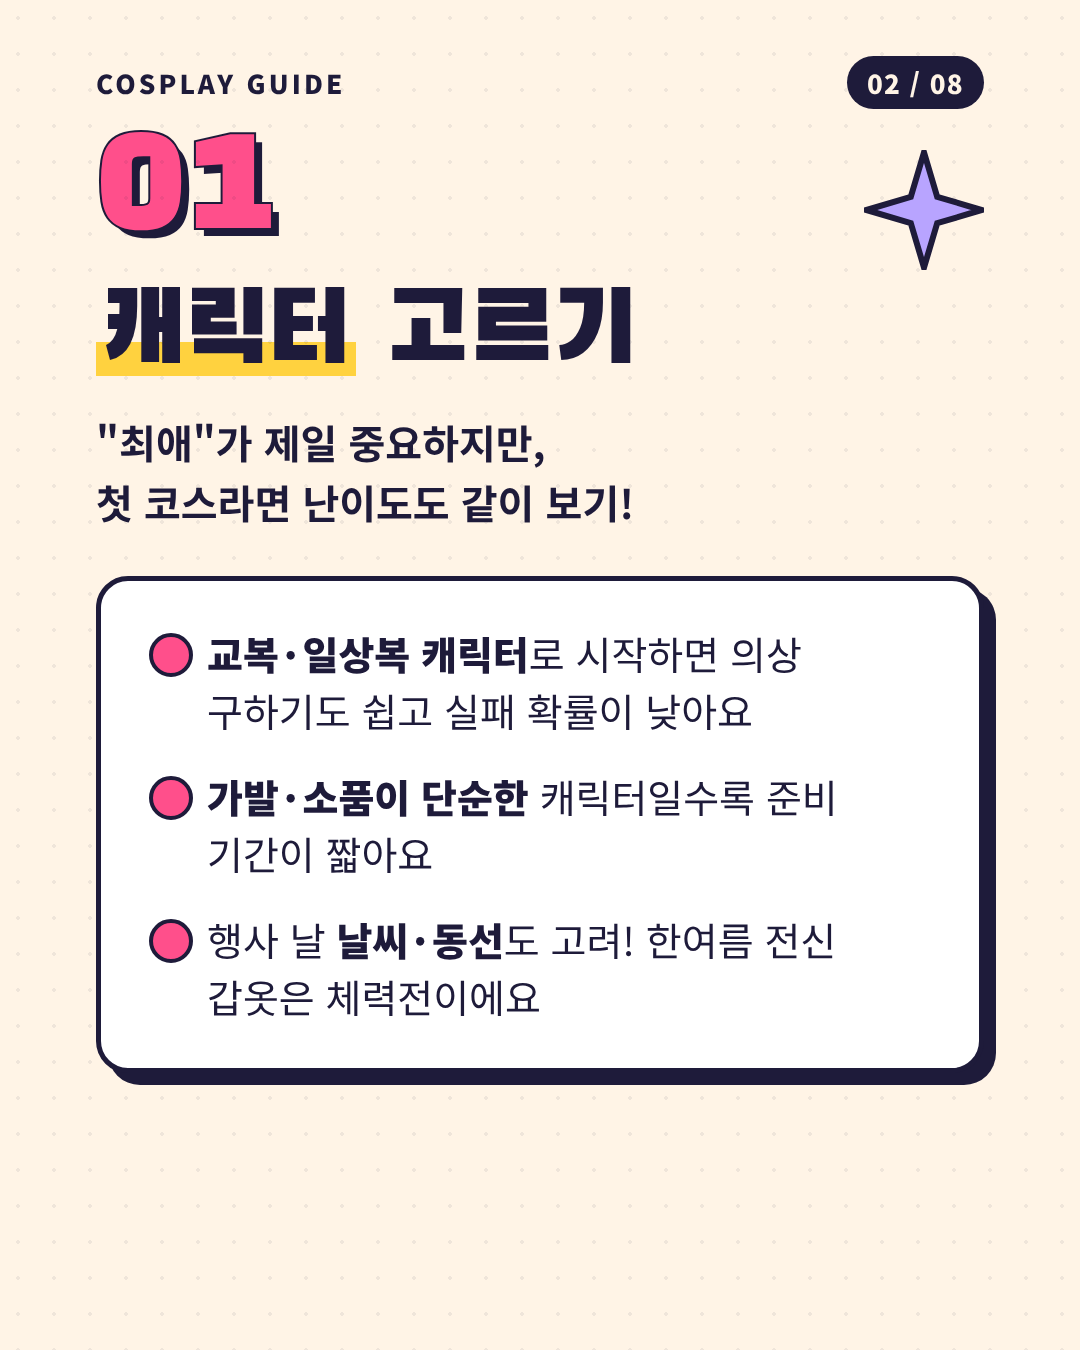 COSPLAY GUIDE
02 / 08
01
캐릭터 고르기
"최애"가 제일 중요하지만,
첫 코스라면 난이도도 같이 보기!
교복·일상복 캐릭터로 시작하면 의상
구하기도 쉽고 실패 확률이 낮아요
가발·소품이 단순한 캐릭터일수록 준비
기간이 짧아요
행사 날 날씨·동선도 고려! 한여름 전신
갑옷은 체력전이에요